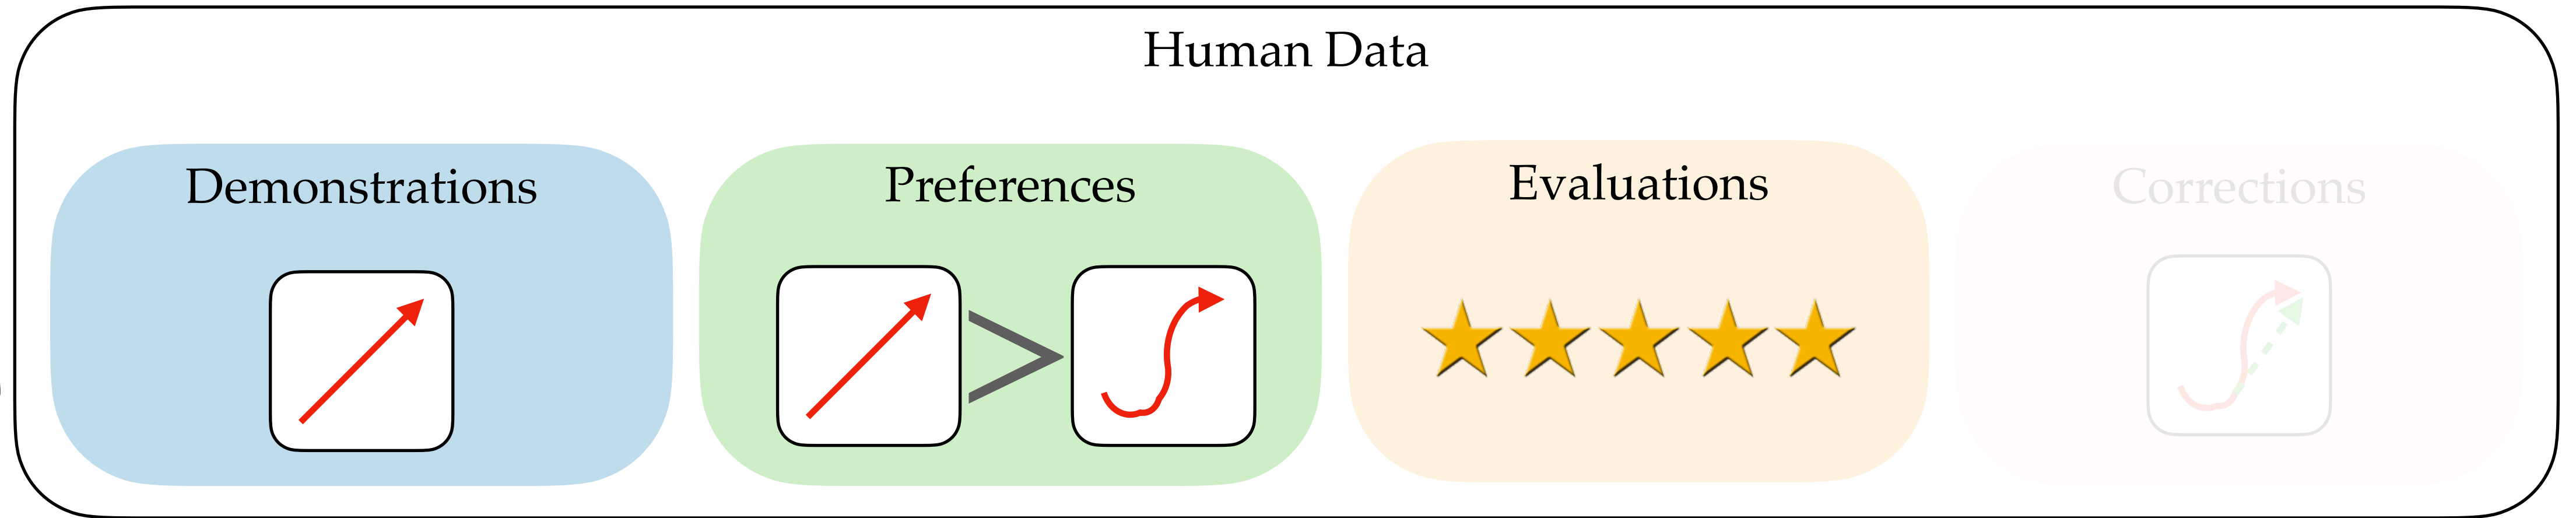 Human Data
Demonstrations
Preferences
Evaluations
Corrections
>